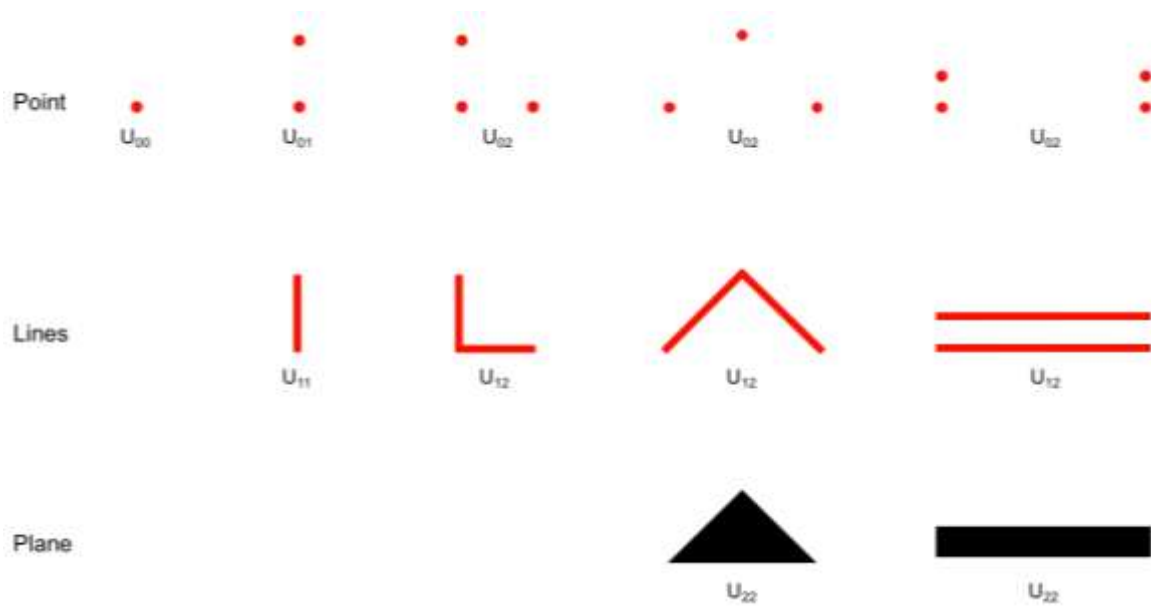 Point
U₀₀ U₀₁ U₀₂ U₀₂ U₀₂
Lines
U₁₁ U₁₂ U₁₂ U₁₂
Plane
U₂₂ U₂₂